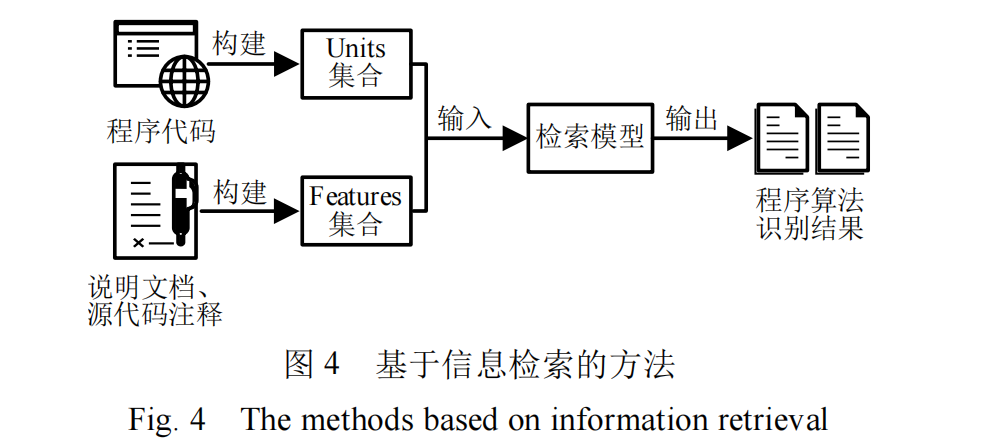 构建
Units
集合
程序代码
输入
检索模型
输出
构建
Features
集合
程序算法
识别结果
说明文档、
源代码注释
图 4 基于信息检索的方法
Fig. 4 The methods based on information retrieval